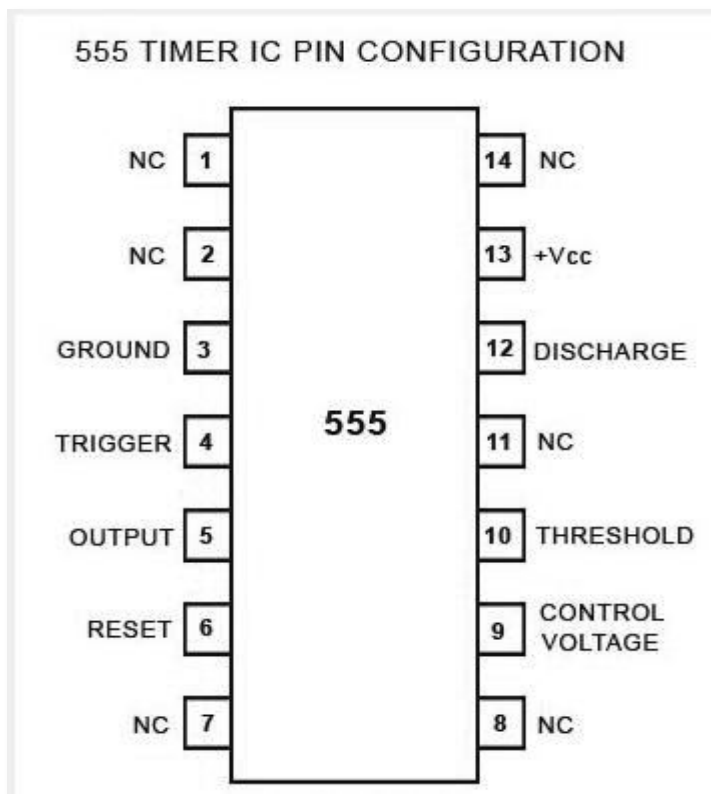 555 TIMER IC PIN CONFIGURATION
NC 1 14 NC
NC 2 13 +Vcc
GROUND 3 12 DISCHARGE
555
TRIGGER 4 11 NC
OUTPUT 5 10 THRESHOLD
RESET 6 9 CONTROL
VOLTAGE
NC 7 8 NC